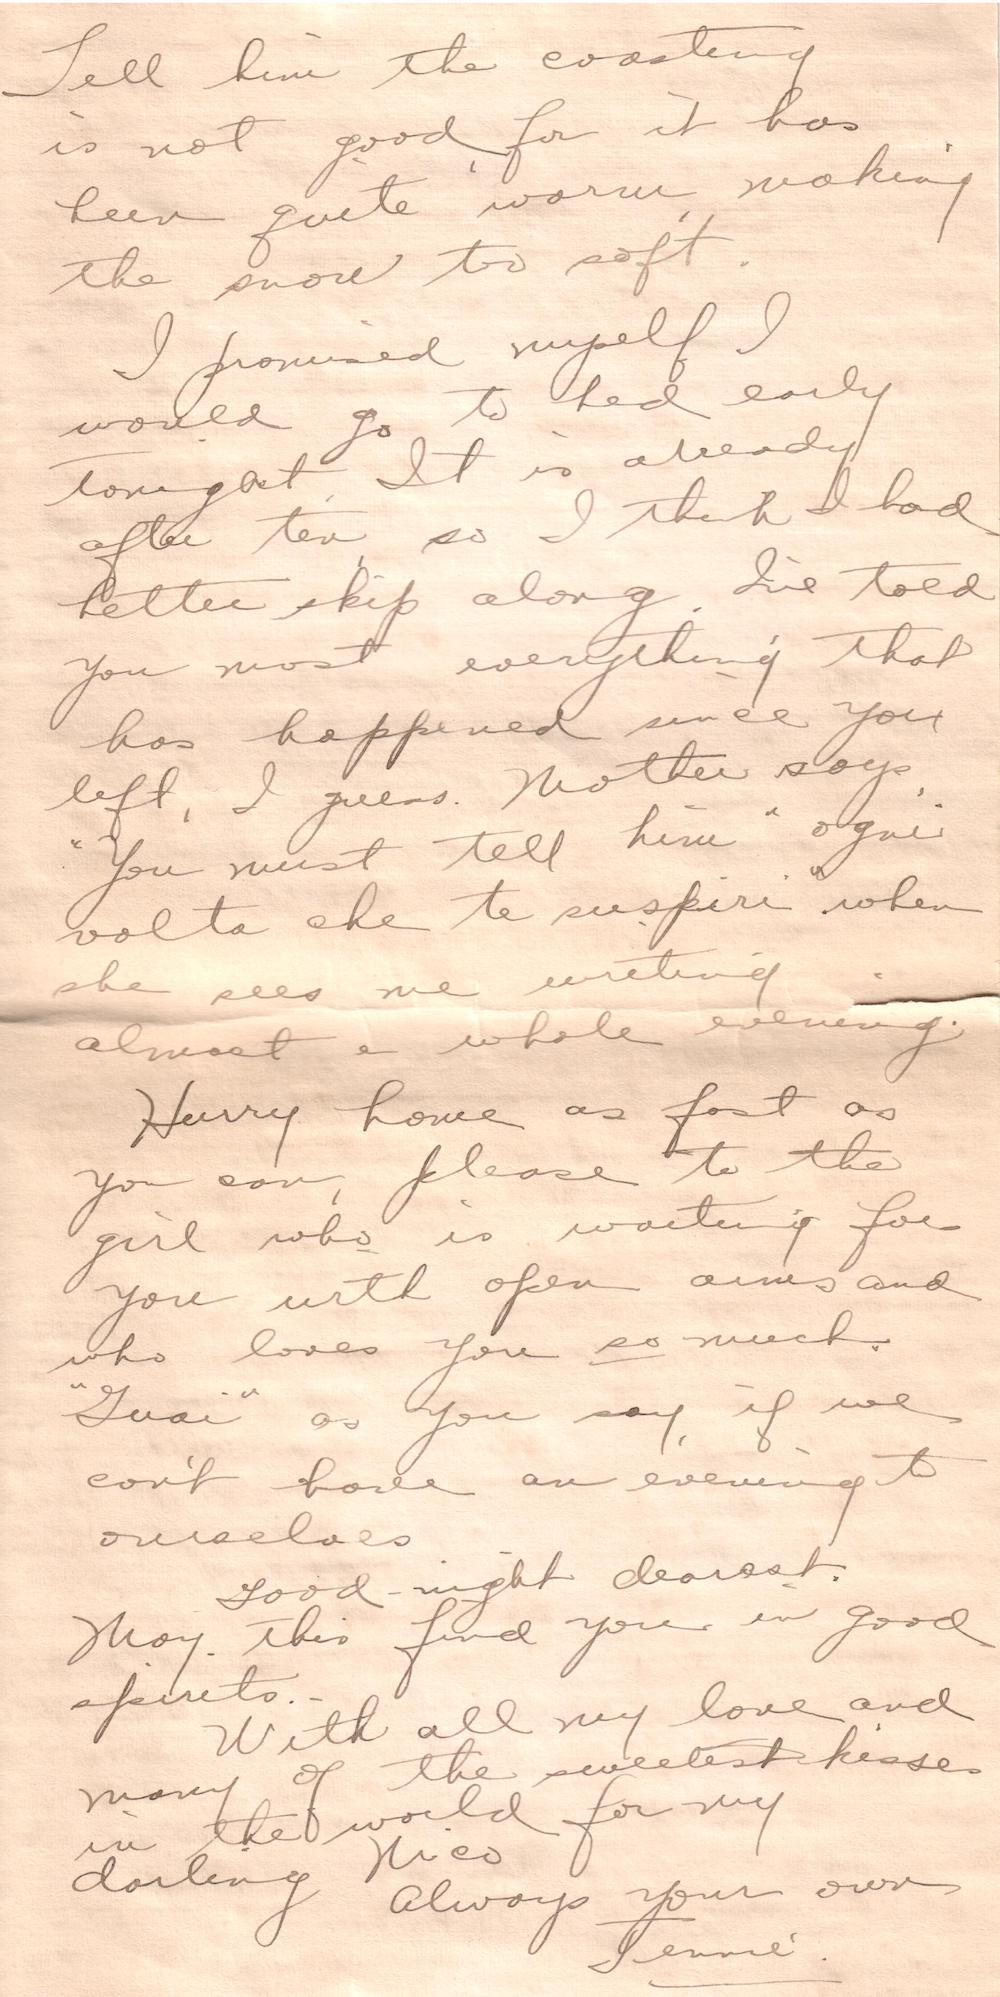 Tell him the coasting
is not good, for it has
been quite warm, making
the snow too soft.
I promised myself I
would go to bed early
tonight. It is already
after ten, so I think I had
better skip along. I've told
you most everything that
has happened since you
left, I guess. Mother says,
"You must tell him "ogni
volta che te suspiri" when
she sees me writing
almost a whole evening.
Hurry home as fast as
you can, please to the
girl who is waiting for
you with open arms and
who loves you so much.
"Guai" as you say, if we
can't have an evening to
ourselves
Good-night dearest.
May this find you in good
spirits.-
With all my love and
many of the sweetest kisses
in the world for my
darling Nico
Always your own
Jennie.